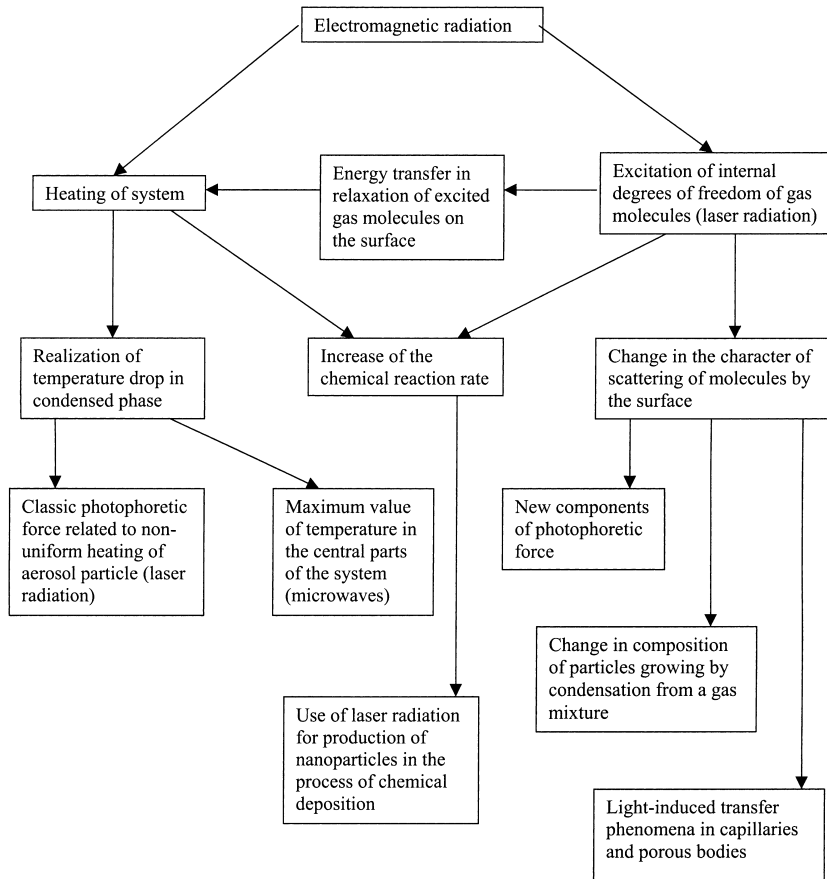 Electromagnetic radiation
Heating of system
Energy transfer in
relaxation of excited
gas molecules on
the surface
Excitation of internal
degrees of freedom of gas
molecules (laser radiation)
Realization of
temperature drop in
condensed phase
Increase of the
chemical reaction rate
Change in the character of
scattering of molecules by
the surface
Classic photophoretic
force related to non-
uniform heating of
aerosol particle (laser
radiation)
Maximum value
of temperature in
the central parts
of the system
(microwaves)
New components
of photophoretic
force
Change in composition
of particles growing by
condensation from a gas
mixture
Use of laser radiation
for production of
nanoparticles in the
process of chemical
deposition
Light-induced transfer
phenomena in capillaries
and porous bodies